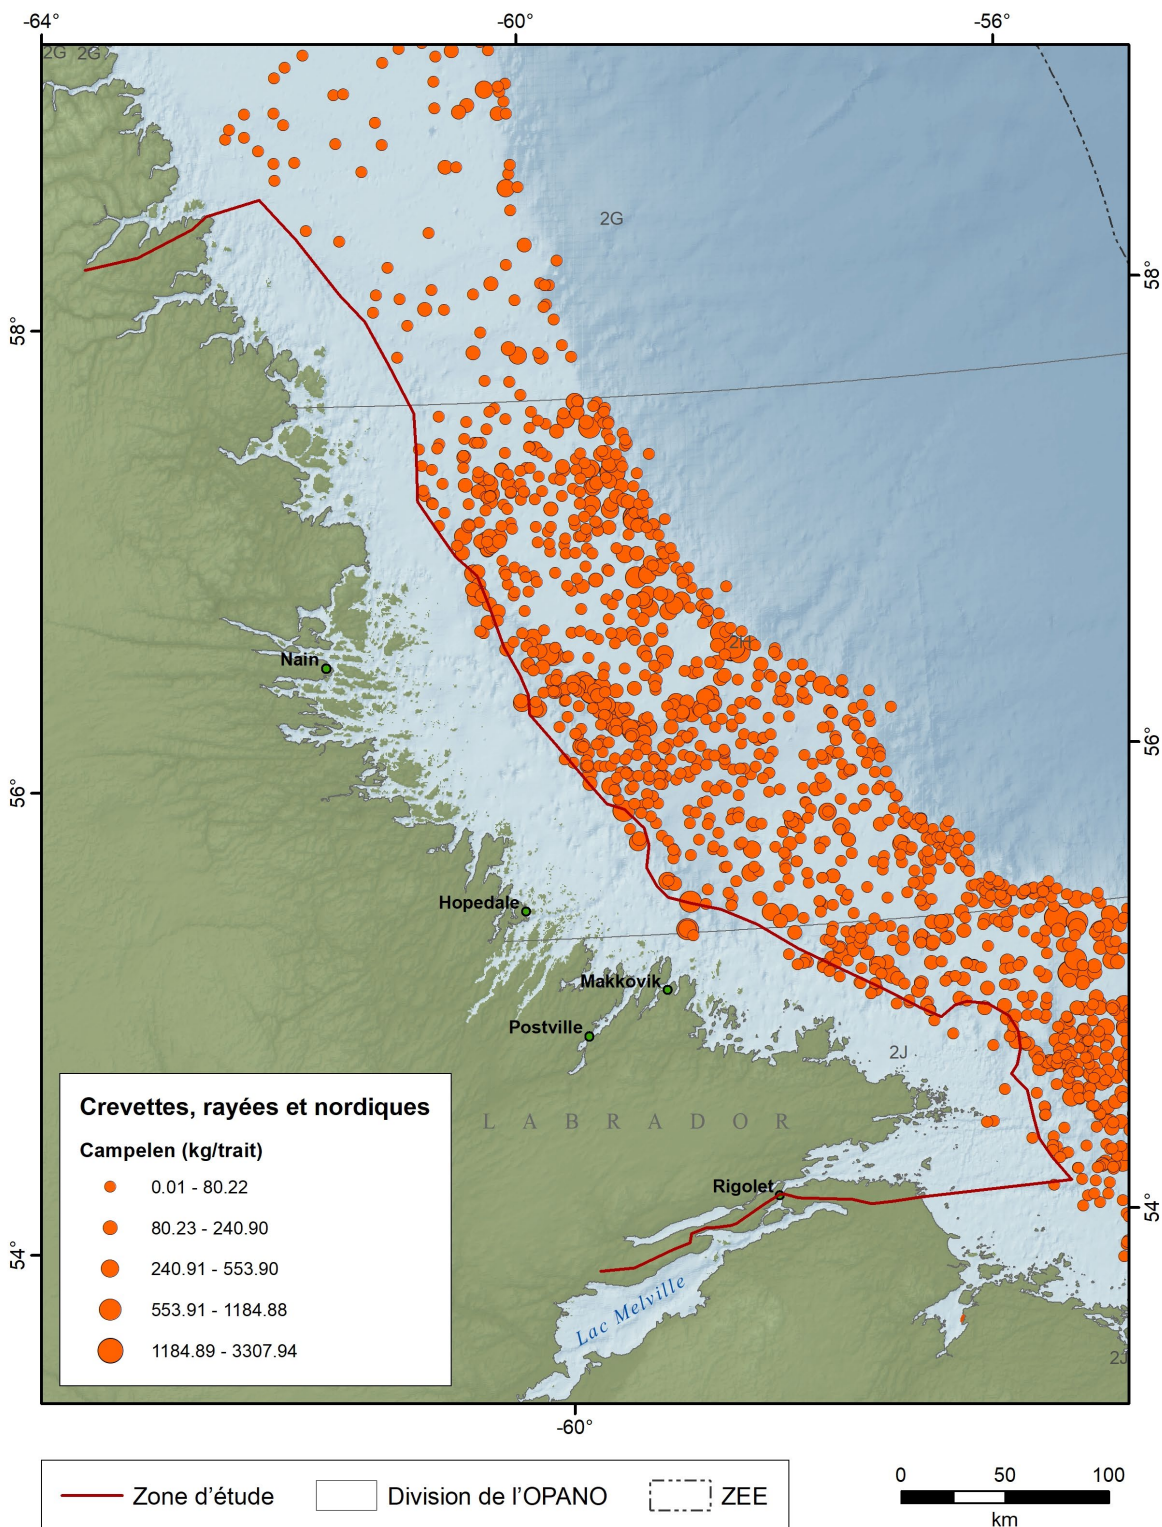 -64°
-60°
-56°
2G
2G
2G
58°
58°
2H
Nain
56°
56°
Hopedale
Makkovik
Postville
2J
LABRADOR
Rigolet
54°
54°
Lac Melville
2J
Crevettes, rayées et nordiques
Campelen (kg/trait)
0.01 - 80.22
80.23 - 240.90
240.91 - 553.90
553.91 - 1184.88
1184.89 - 3307.94
-60°
Zone d'étude
Division de l'OPANO
ZEE
0 50 100
km